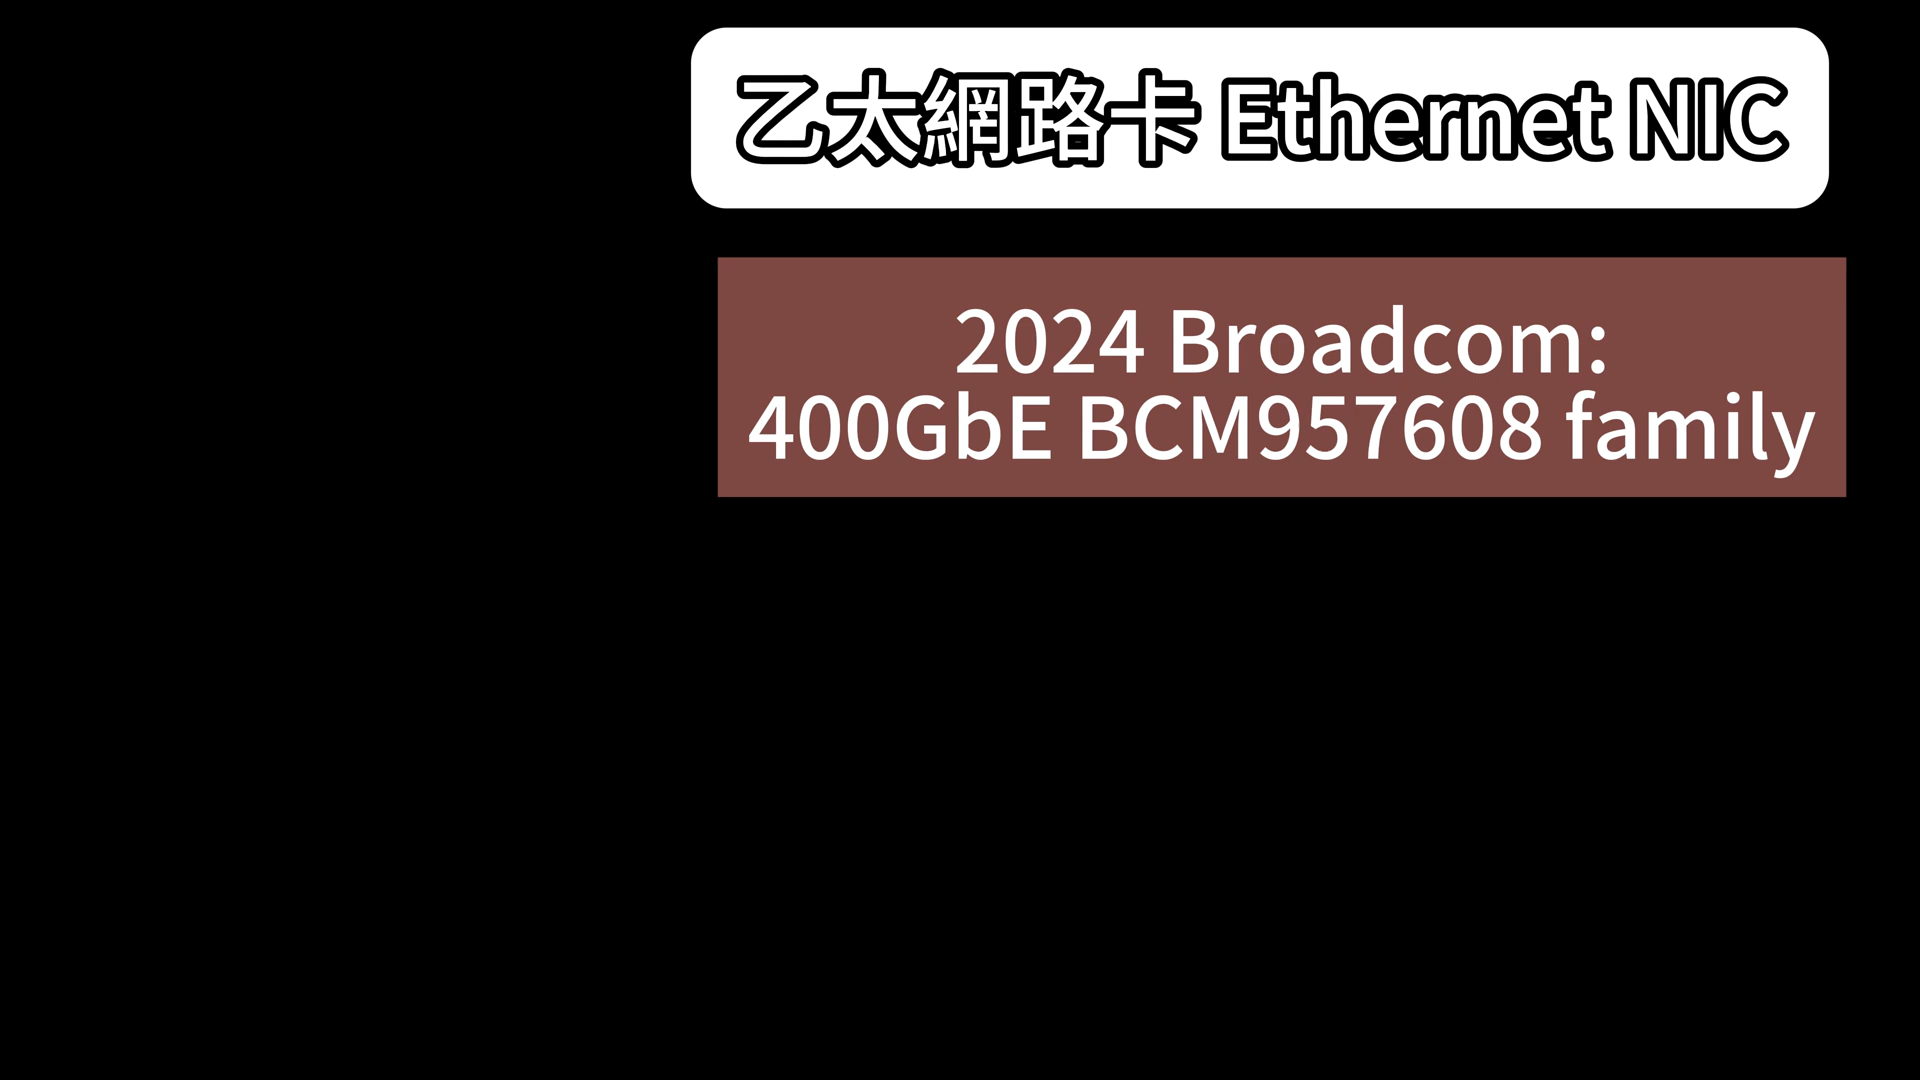 乙太網路卡 Ethernet NIC
2024 Broadcom:
400GbE BCM957608 family